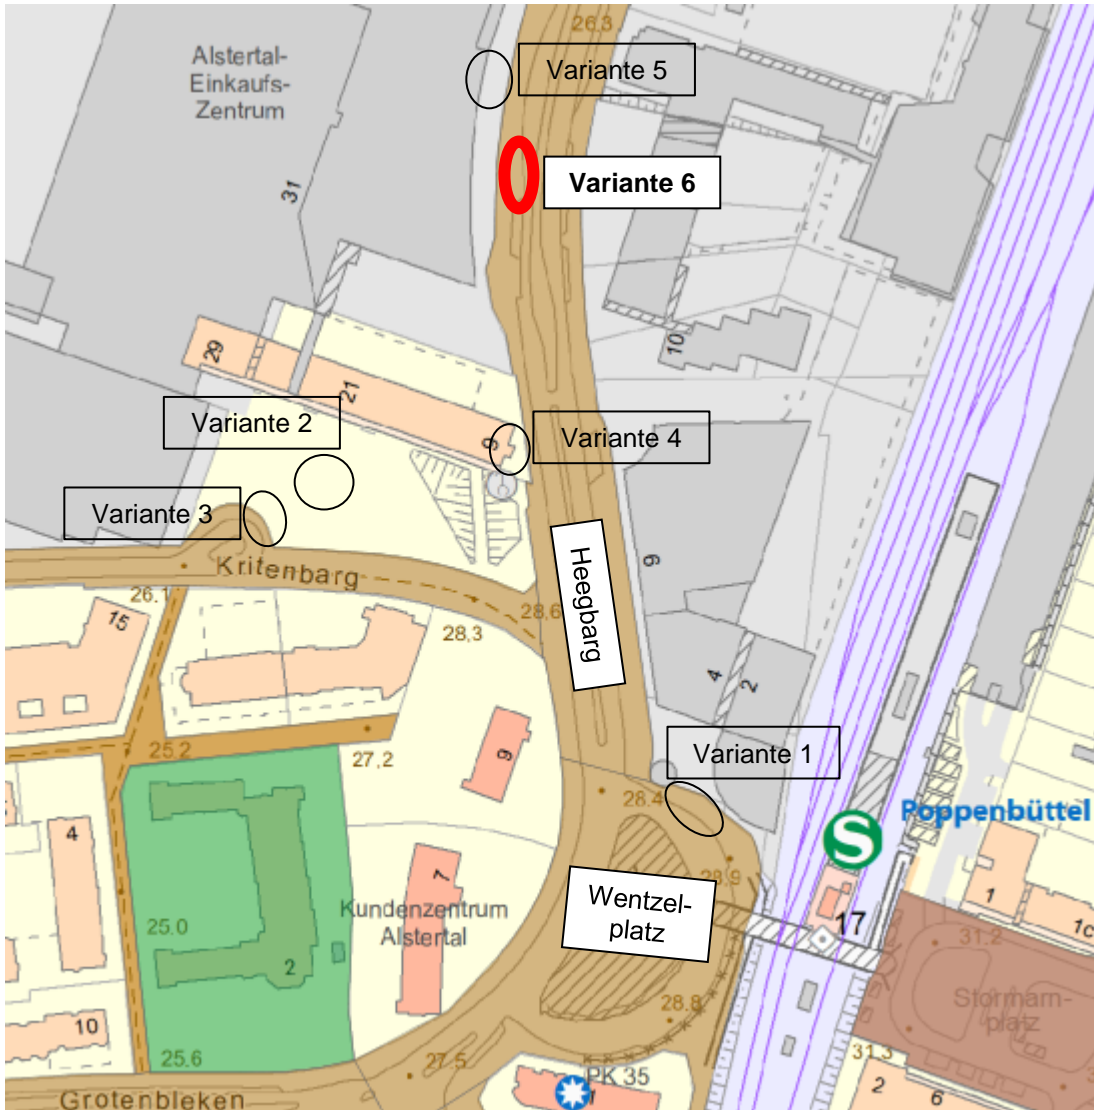 26.3
Alstertal-
Einkaufs-
Zentrum
Variante 5
Variante 6
31
10
29
21
Variante 2
9
Variante 4
Variante 3
Kritenbarg
26.1
28,6
28,3
Heegbarg
9
15
4
2
25.2
27,2
9
Variante 1
28.4
Poppenbüttel
S
4
7
28.9
Wentzel-
platz
Kundenzentrum
Alstertal
17
1
1c
25.0
2
31.2
Stormarn-
platz
28.8
10
25.6
27.5
PK 35
1
31.3
2
6
Grotenbleken